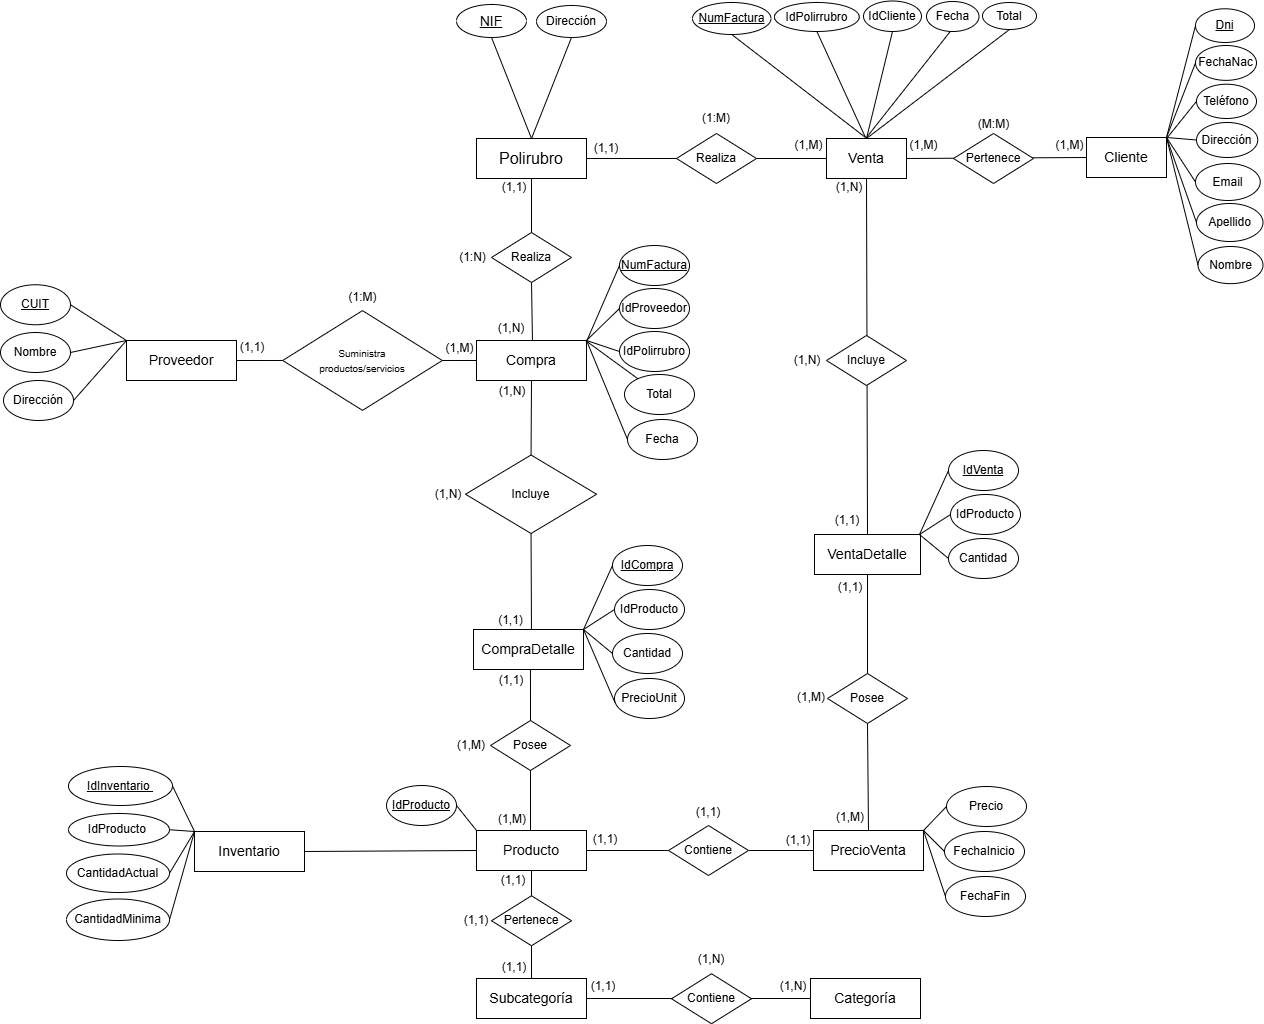 NIF
Dirección
NumFactura
IdPolirrubro
IdCliente
Fecha
Total
Dni
FechaNac
Teléfono
Dirección
Email
Apellido
Nombre
(1:M)
(M:M)
Polirubro
(1,1)
Realiza
(1,M)
Venta
(1,M)
Pertenece
(1,M)
Cliente
(1,1)
(1,N)
(1:N)
Realiza
NumFactura
IdProveedor
IdPolirrubro
Total
Fecha
CUIT
Nombre
Dirección
(1:M)
(1,N)
Proveedor
(1,1)
Suministra
productos/servicios
(1,M)
Compra
(1,N)
Incluye
(1,N)
(1,N)
Incluye
IdVenta
IdProducto
Cantidad
(1,1)
VentaDetalle
(1,1)
IdCompra
IdProducto
Cantidad
PrecioUnit
(1,1)
CompraDetalle
(1,1)
(1,M)
Posee
(1,M)
Posee
IdInventario
IdProducto
CantidadActual
CantidadMinima
IdProducto
(1,M)
(1,1)
(1,M)
Precio
FechaInicio
FechaFin
Inventario
Producto
(1,1)
Contiene
(1,1)
PrecioVenta
(1,1)
(1,1)
Pertenece
(1,1)
(1,N)
Subcategoría
(1,1)
Contiene
(1,N)
Categoría